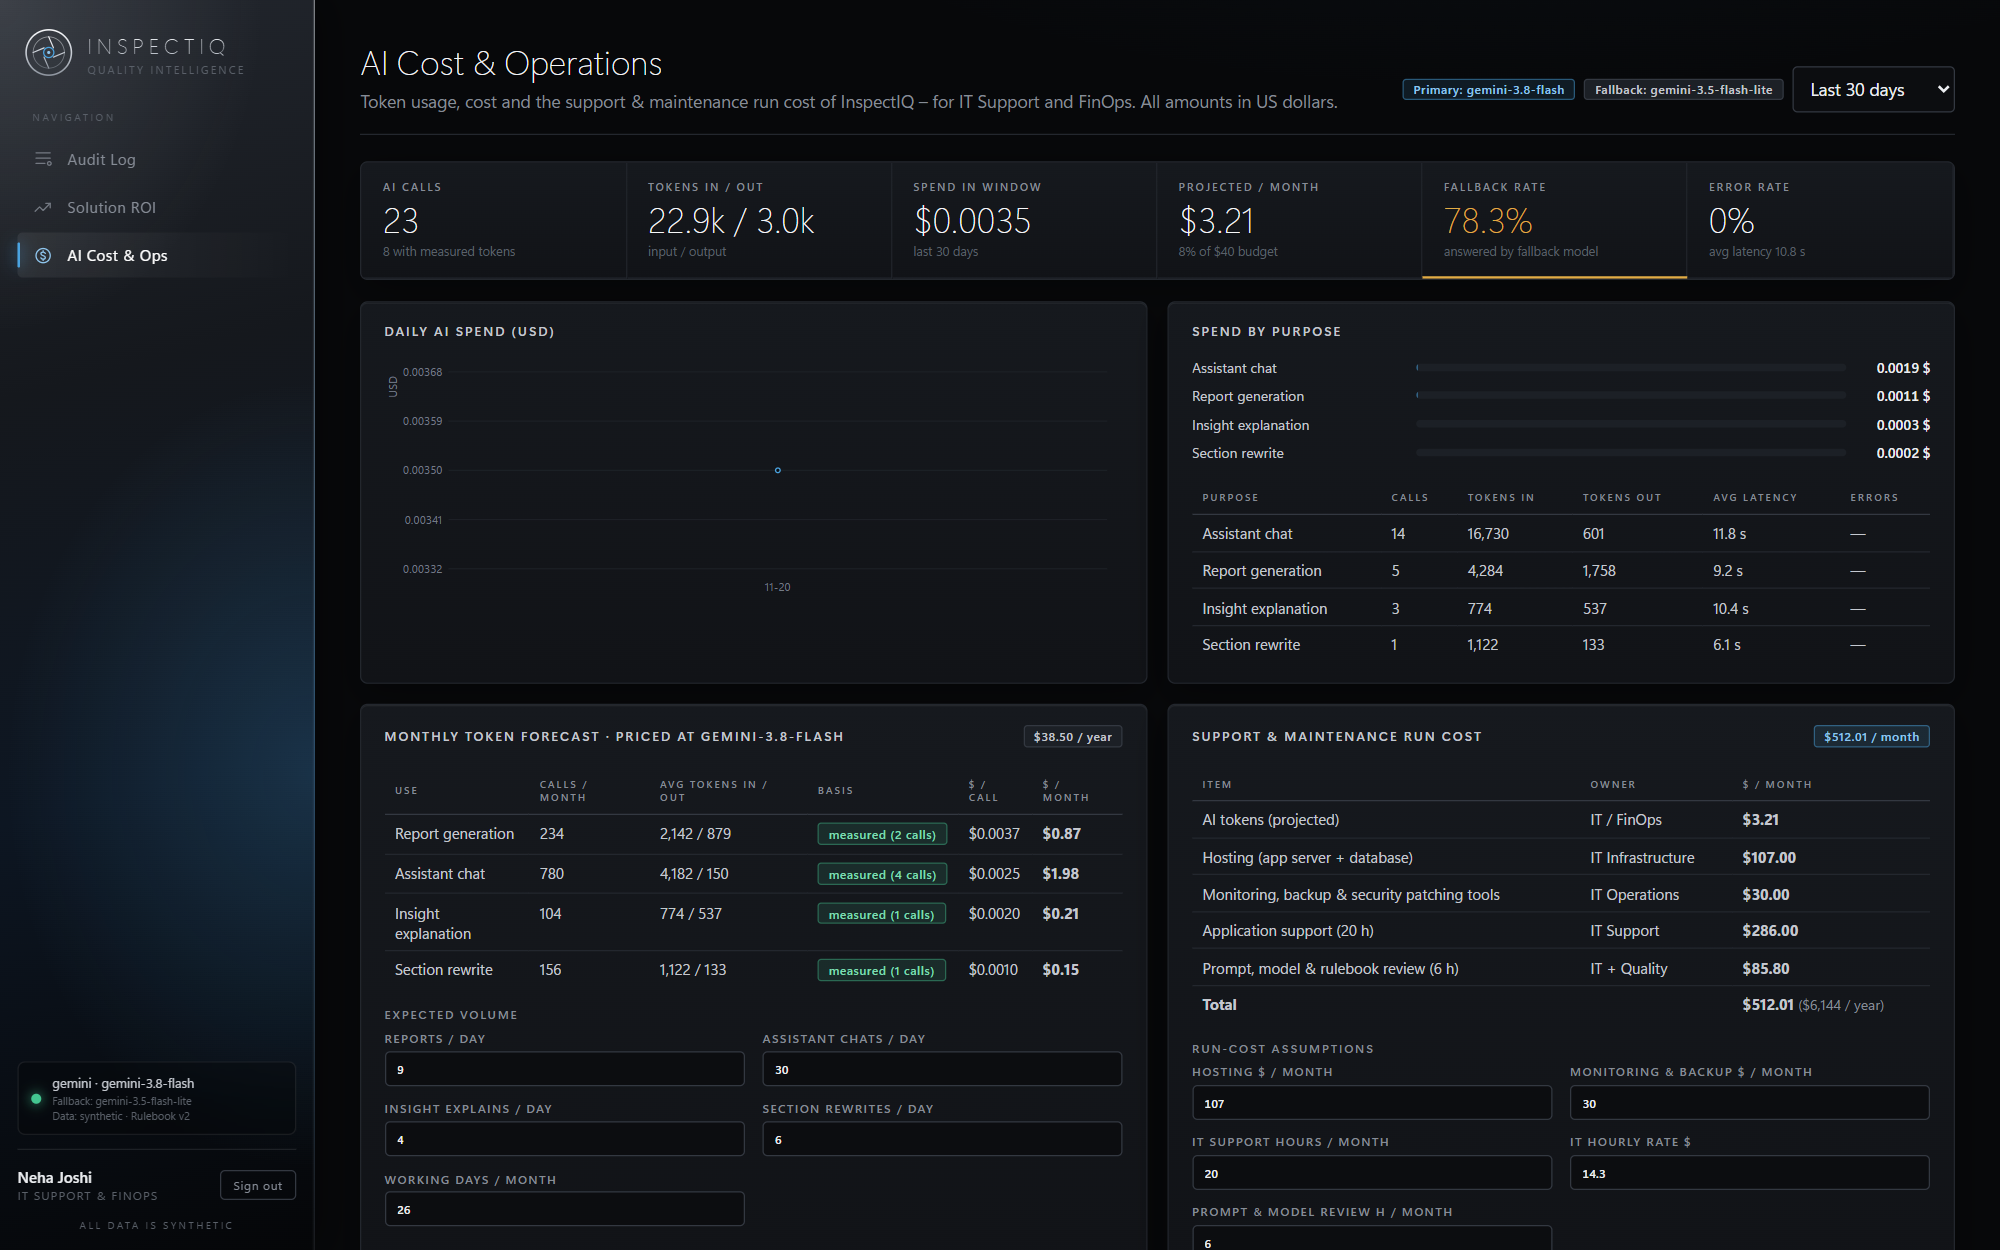 INSPECTIQ
QUALITY INTELLIGENCE
NAVIGATION
Audit Log
Solution ROI
AI Cost & Ops
gemini · gemini-3.8-flash
Fallback: gemini-3.5-flash-lite
Data: synthetic · Rulebook v2
Neha Joshi
IT SUPPORT & FINOPS
Sign out
ALL DATA IS SYNTHETIC
AI Cost & Operations
Token usage, cost and the support & maintenance run cost of InspectIQ – for IT Support and FinOps. All amounts in US dollars.
Primary: gemini-3.8-flash
Fallback: gemini-3.5-flash-lite
Last 30 days
AI CALLS
23
8 with measured tokens
TOKENS IN / OUT
22.9k / 3.0k
input / output
SPEND IN WINDOW
$0.0035
last 30 days
PROJECTED / MONTH
$3.21
8% of $40 budget
FALLBACK RATE
78.3%
answered by fallback model
ERROR RATE
0%
avg latency 10.8 s
DAILY AI SPEND (USD)
USD
0.00368
0.00359
0.00350
0.00341
0.00332
11-20
SPEND BY PURPOSE
Assistant chat 0.0019 $
Report generation 0.0011 $
Insight explanation 0.0003 $
Section rewrite 0.0002 $
PURPOSE CALLS TOKENS IN TOKENS OUT AVG LATENCY ERRORS
Assistant chat 14 16,730 601 11.8 s —
Report generation 5 4,284 1,758 9.2 s —
Insight explanation 3 774 537 10.4 s —
Section rewrite 1 1,122 133 6.1 s —
MONTHLY TOKEN FORECAST · PRICED AT GEMINI-3.8-FLASH
$38.50 / year
USE CALLS / MONTH AVG TOKENS IN / OUT BASIS $ / CALL $ / MONTH
Report generation 234 2,142 / 879 measured (2 calls) $0.0037 $0.87
Assistant chat 780 4,182 / 150 measured (4 calls) $0.0025 $1.98
Insight explanation 104 774 / 537 measured (1 calls) $0.0020 $0.21
Section rewrite 156 1,122 / 133 measured (1 calls) $0.0010 $0.15
EXPECTED VOLUME
REPORTS / DAY ASSISTANT CHATS / DAY
9 30
INSIGHT EXPLAINS / DAY SECTION REWRITES / DAY
4 6
WORKING DAYS / MONTH
26
SUPPORT & MAINTENANCE RUN COST
$512.01 / month
ITEM OWNER $ / MONTH
AI tokens (projected) IT / FinOps $3.21
Hosting (app server + database) IT Infrastructure $107.00
Monitoring, backup & security patching tools IT Operations $30.00
Application support (20 h) IT Support $286.00
Prompt, model & rulebook review (6 h) IT + Quality $85.80
Total $512.01 ($6,144 / year)
RUN-COST ASSUMPTIONS
HOSTING $ / MONTH MONITORING & BACKUP $ / MONTH
107 30
IT SUPPORT HOURS / MONTH IT HOURLY RATE $
20 14.3
PROMPT & MODEL REVIEW H / MONTH
6